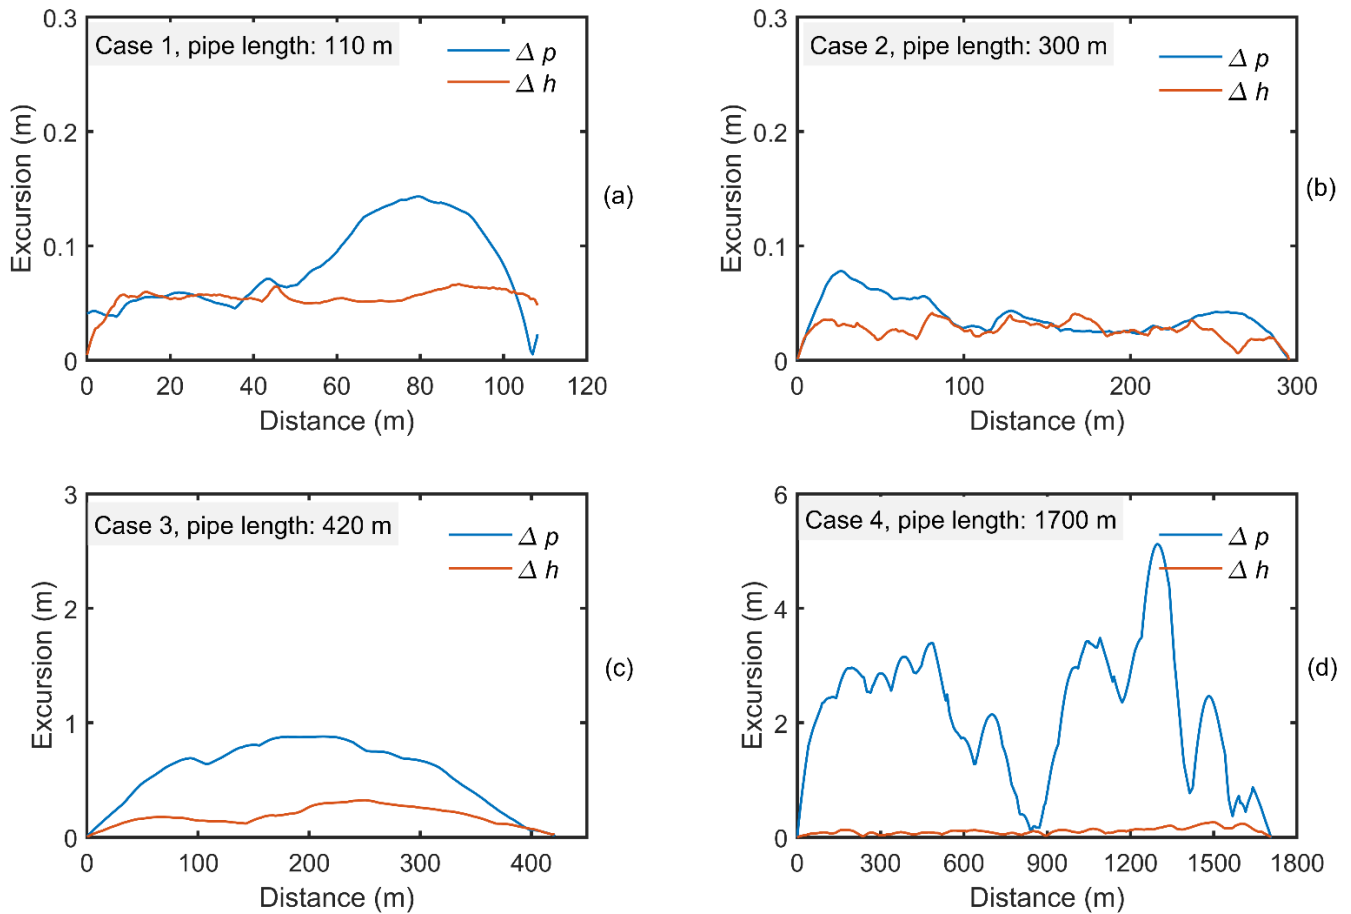 0.3
Case 1, pipe length: 110 m
Δ p
Δ h
0.2
0.1
0
Excursion (m)
0 20 40 60 80 100 120
Distance (m)
(a)
0.3
Case 2, pipe length: 300 m
Δ p
Δ h
0.2
0.1
0
Excursion (m)
0 100 200 300
Distance (m)
(b)
3
Case 3, pipe length: 420 m
Δ p
Δ h
2
1
0
Excursion (m)
0 100 200 300 400
Distance (m)
(c)
6
Case 4, pipe length: 1700 m
Δ p
Δ h
4
2
0
Excursion (m)
0 300 600 900 1200 1500 1800
Distance (m)
(d)